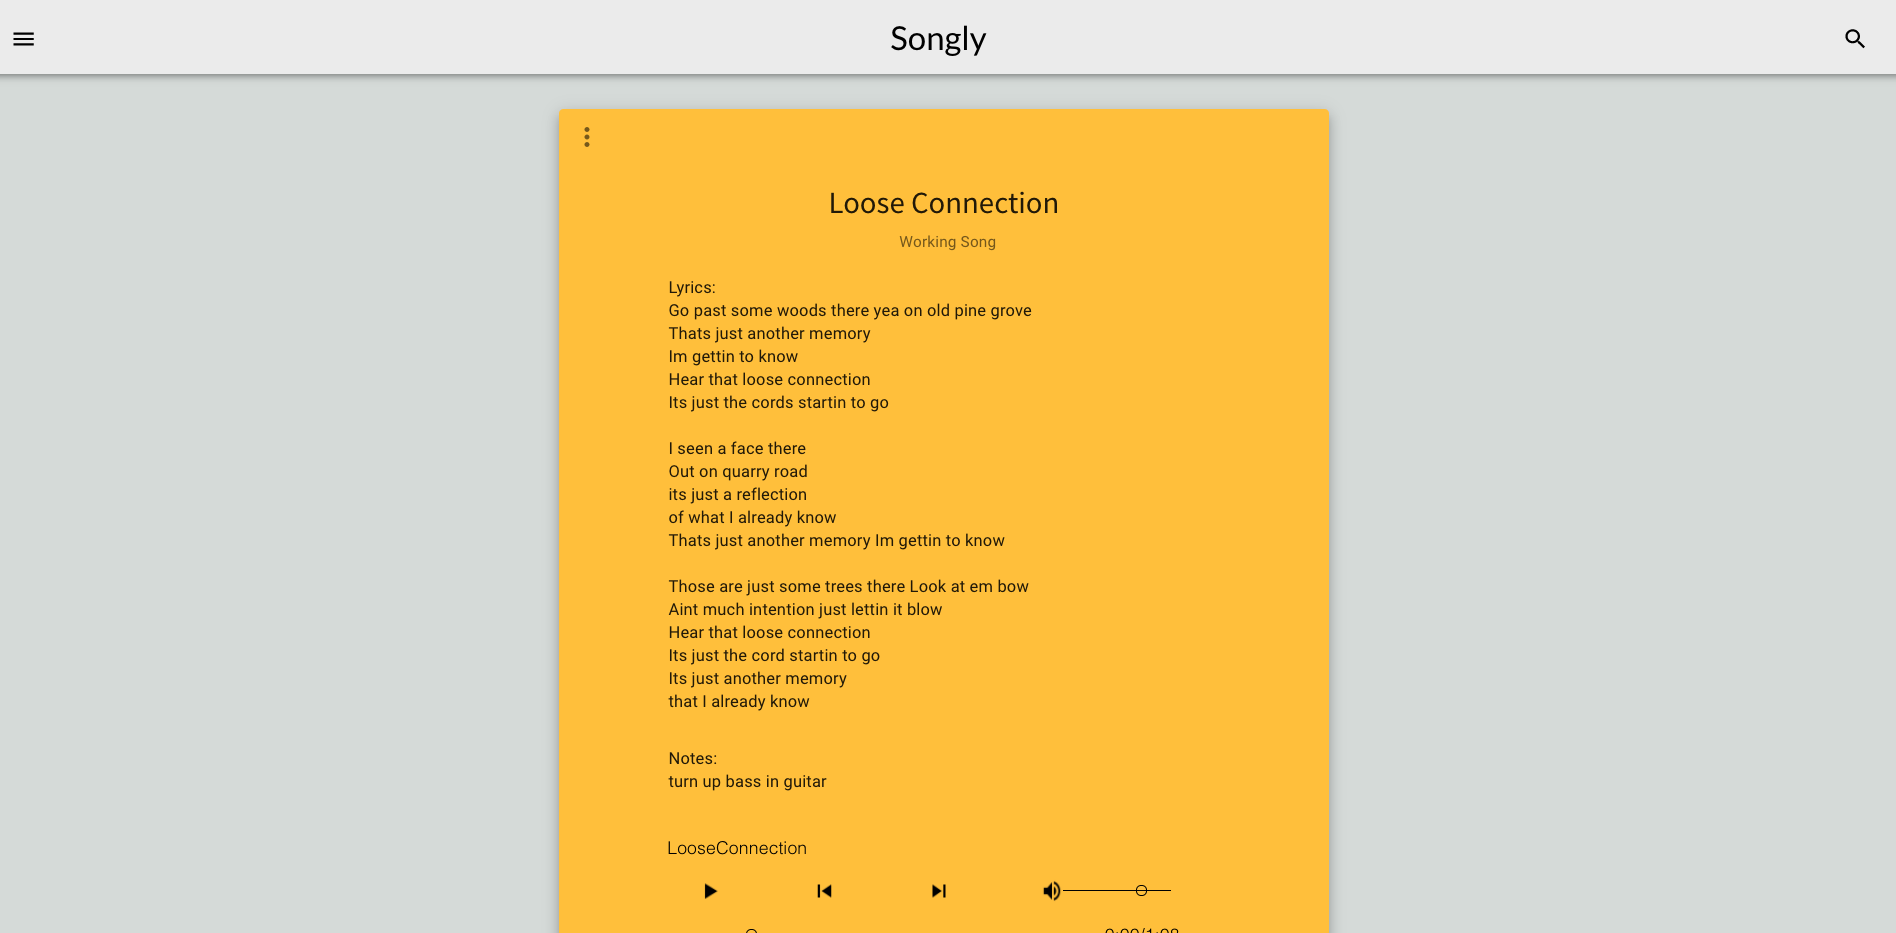 Songly
Loose Connection
Working Song
Lyrics:
Go past some woods there yea on old pine grove
Thats just another memory
Im gettin to know
Hear that loose connection
Its just the cords startin to go
I seen a face there
Out on quarry road
its just a reflection
of what I already know
Thats just another memory Im gettin to know
Those are just some trees there Look at em bow
Aint much intention just lettin it blow
Hear that loose connection
Its just the cord startin to go
Its just another memory
that I already know
Notes:
turn up bass in guitar
LooseConnection